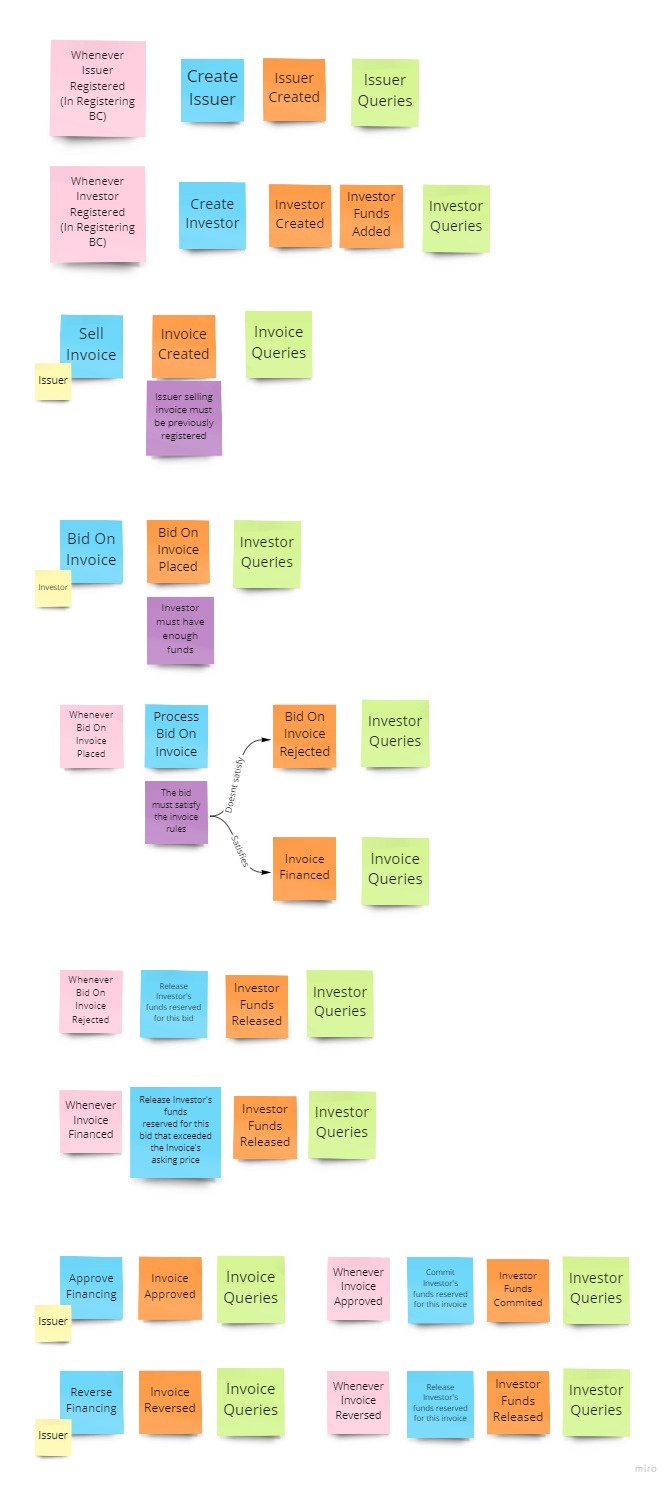 Whenever
Issuer
Registered
(In Registering
BC)
Create
Issuer
Issuer
Created
Issuer
Queries
Whenever
Investor
Registered
(In Registering
BC)
Create
Investor
Investor
Created
Investor
Funds
Added
Investor
Queries
Sell
Invoice
Issuer
Invoice
Created
Issuer selling
invoice must
be previously
registered
Invoice
Queries
Bid On
Invoice
Investor
Bid On
Invoice
Placed
Investor
must have
enough
funds
Investor
Queries
Whenever
Bid On
Invoice
Placed
Process
Bid On
Invoice
The bid
must satisfy
the invoice
rules
Doesnt satisfy
Bid On
Invoice
Rejected
Investor
Queries
Satisfies
Invoice
Financed
Invoice
Queries
Whenever
Bid On
Invoice
Rejected
Release
Investor's
funds reserved
for this bid
Investor
Funds
Released
Investor
Queries
Whenever
Invoice
Financed
Release Investor's
funds
reserved for this
bid that exceeded
the Invoice's
asking price
Investor
Funds
Released
Investor
Queries
Approve
Financing
Issuer
Invoice
Approved
Invoice
Queries
Whenever
Invoice
Approved
Commit
Investor's
funds reserved
for this invoice
Investor
Funds
Commited
Investor
Queries
Reverse
Financing
Issuer
Invoice
Reversed
Invoice
Queries
Whenever
Invoice
Reversed
Release
Investor's
funds reserved
for this invoice
Investor
Funds
Released
Investor
Queries
miro